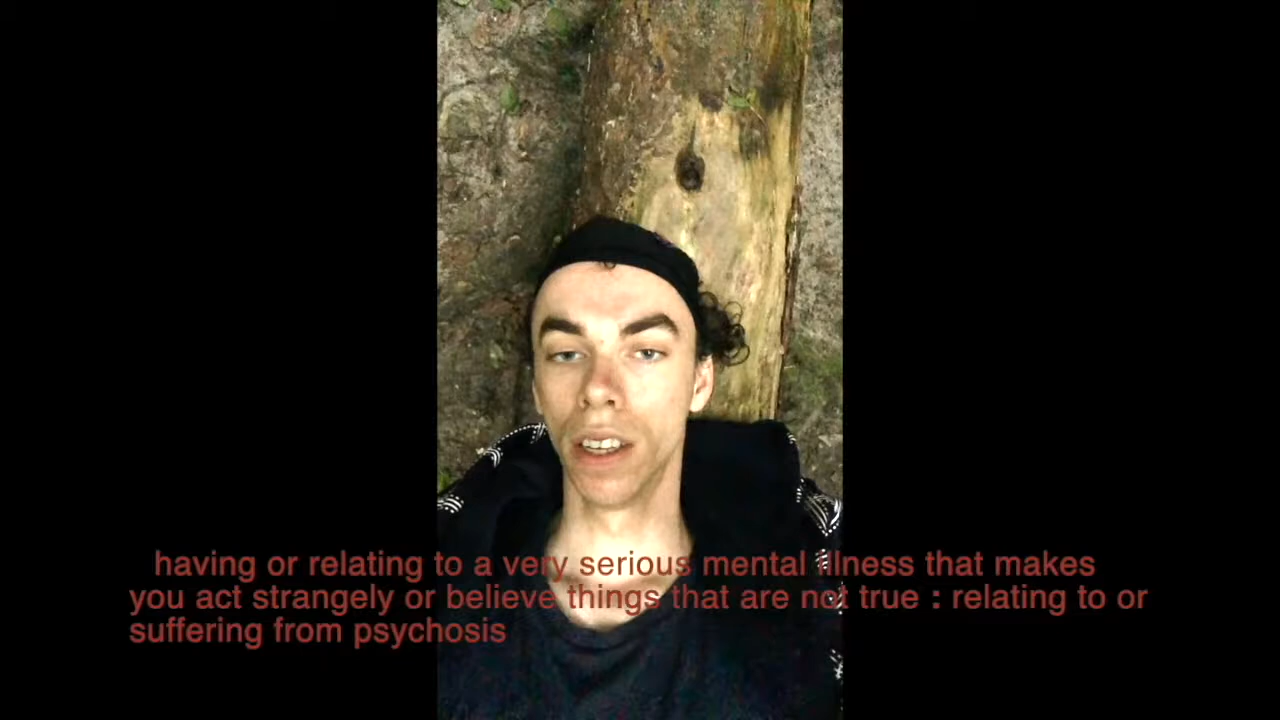 having or relating to a very serious mental illness that makes
you act strangely or believe things that are not true : relating to or
suffering from psychosis